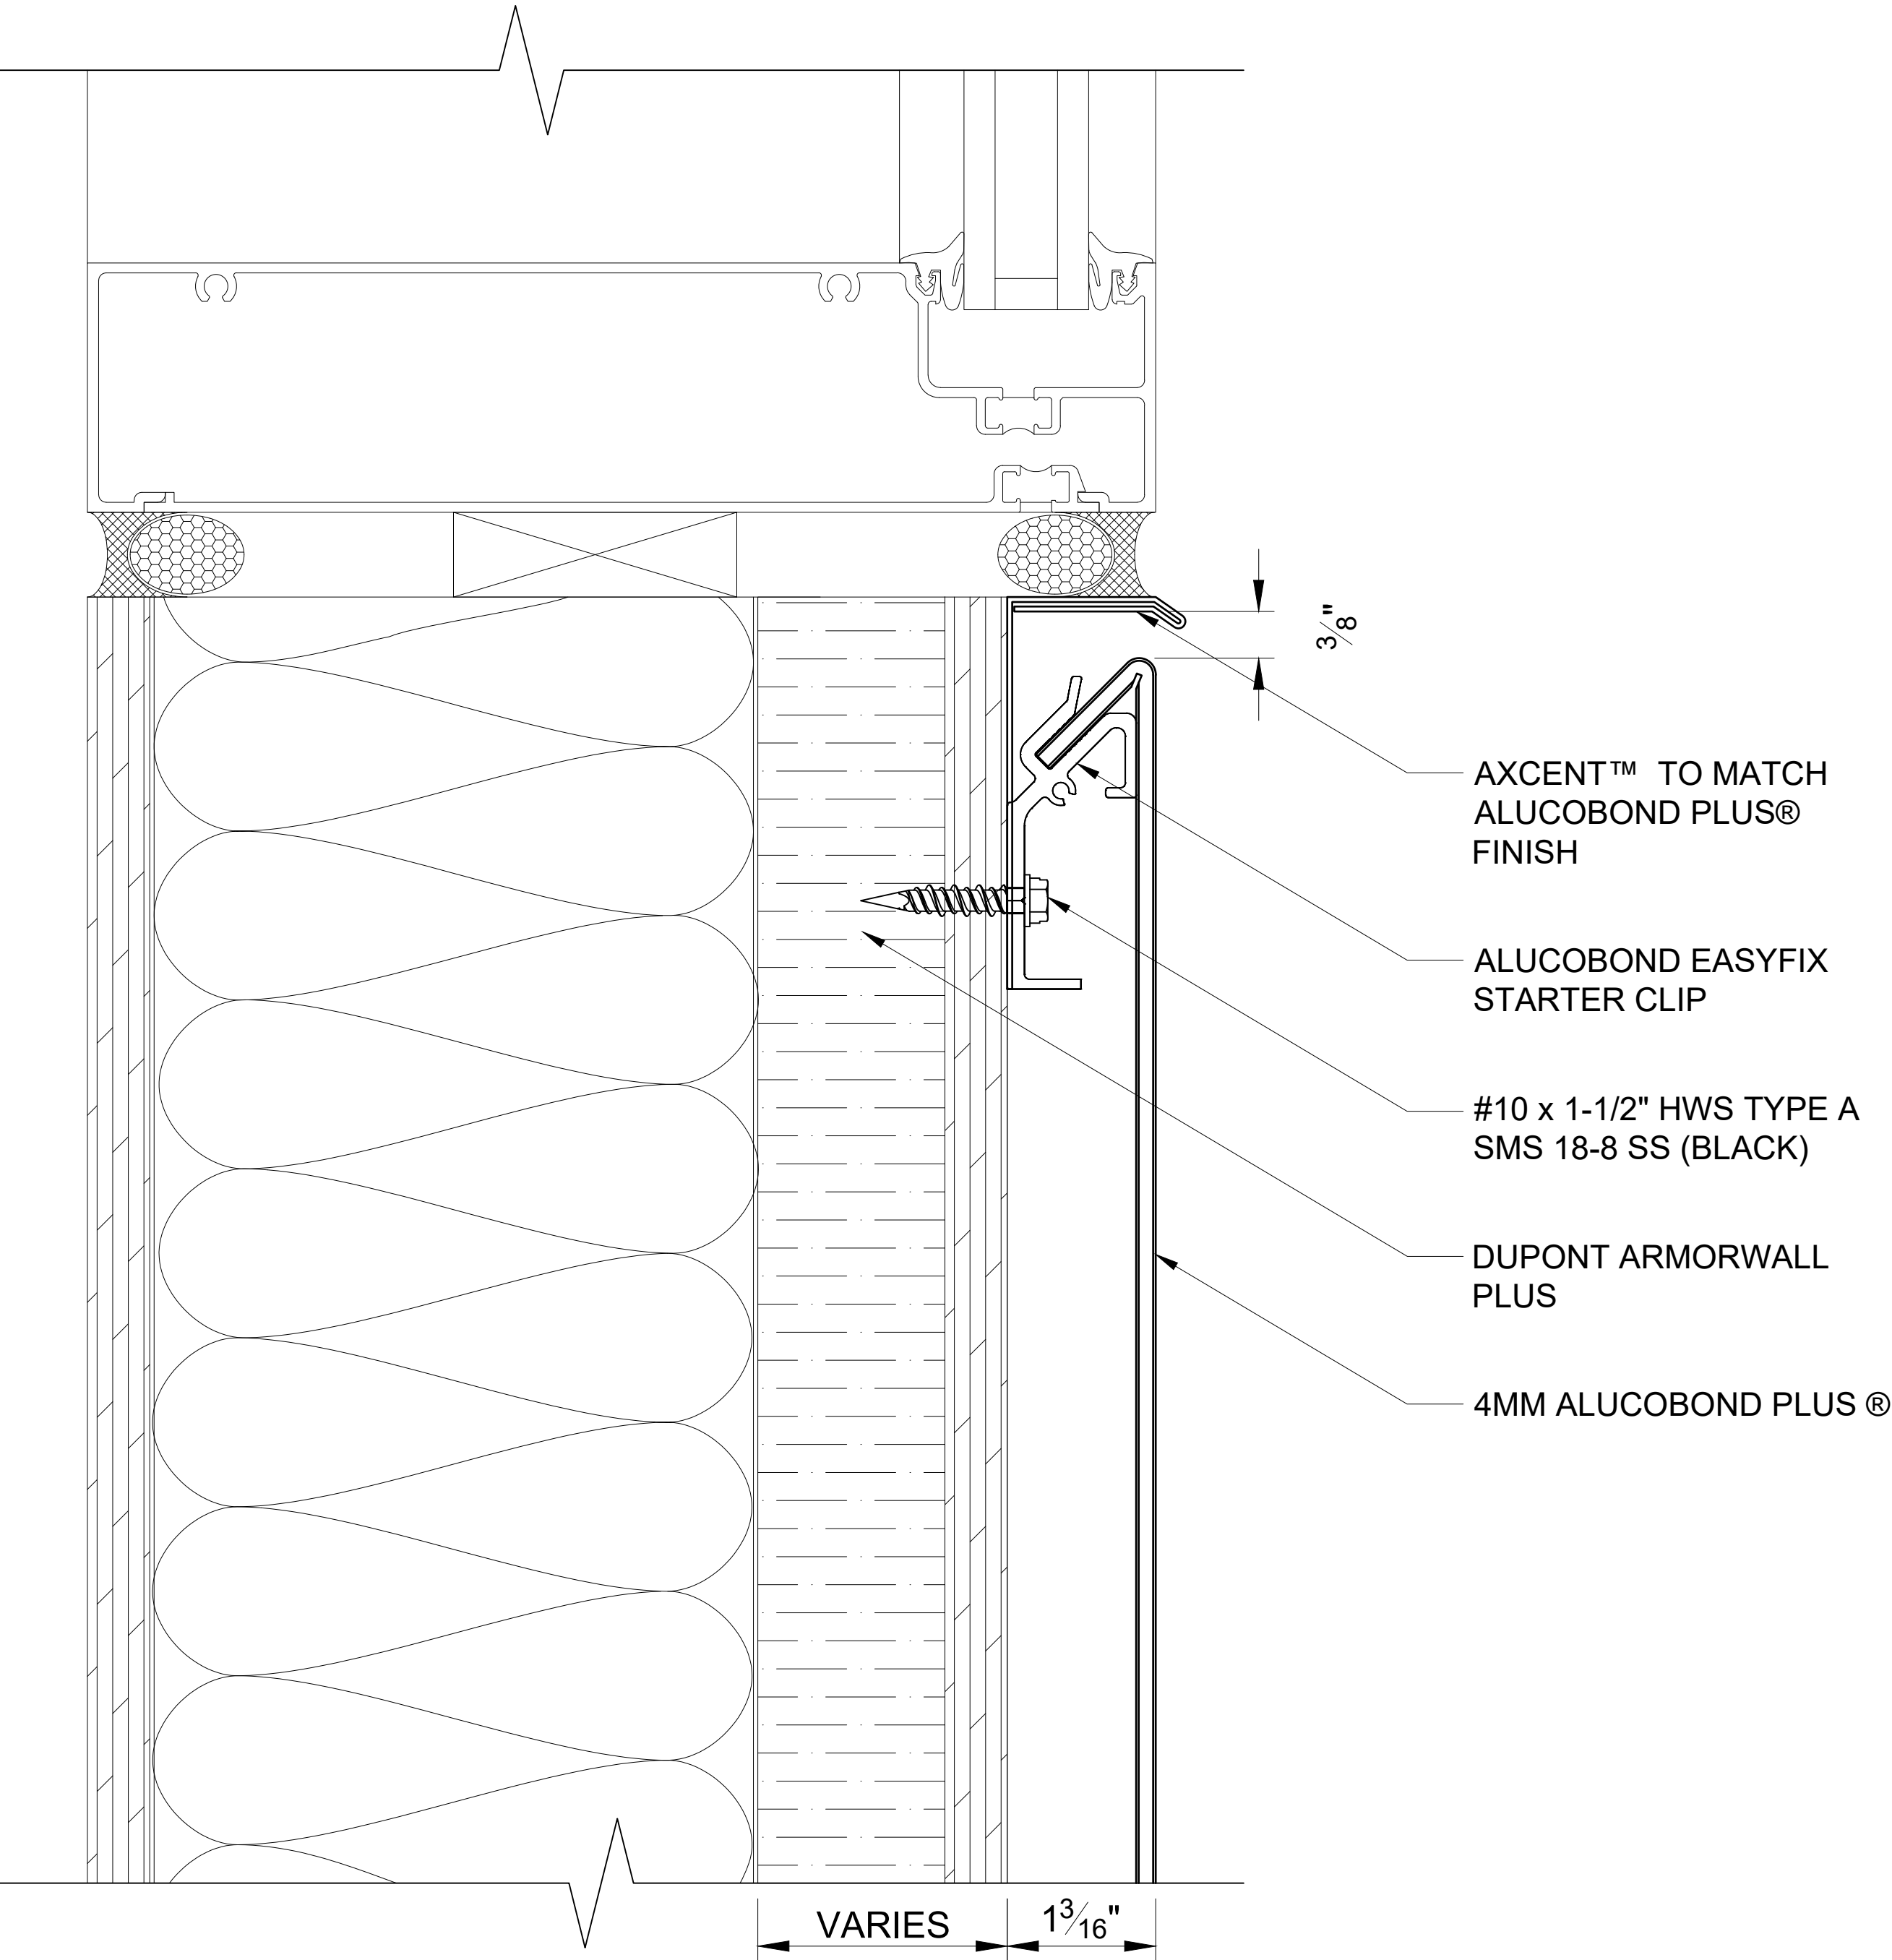 3/8"
AXCENT™ TO MATCH
ALUCOBOND PLUS®
FINISH
ALUCOBOND EASYFIX
STARTER CLIP
#10 x 1-1/2" HWS TYPE A
SMS 18-8 SS (BLACK)
DUPONT ARMORWALL
PLUS
4MM ALUCOBOND PLUS ®
VARIES
1 3/16"